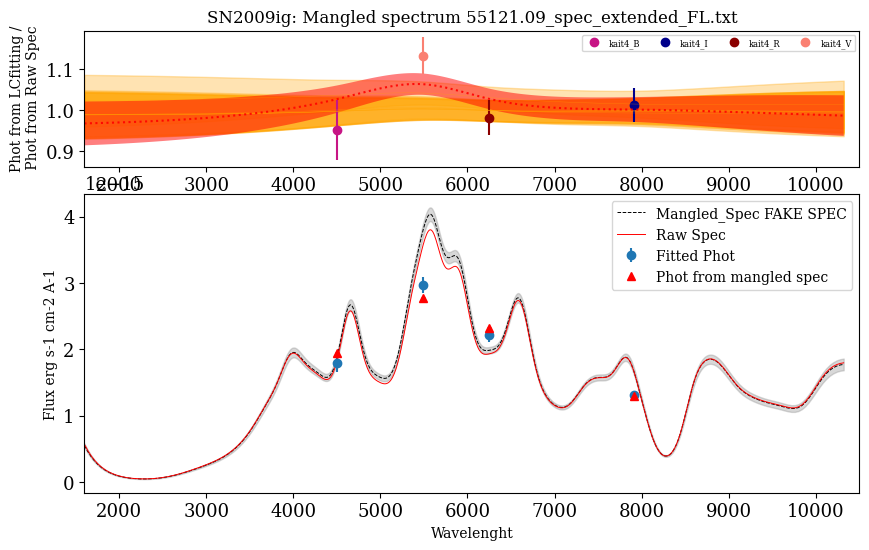 SN2009ig: Mangled spectrum 55121.09_spec_extended_FL.txt
Phot from LCfitting /
Phot from Raw Spec
1.1
1.0
0.9
kait4_B
kait4_I
kait4_R
kait4_V
2000 3000 4000 5000 6000 7000 8000 9000 10000
1e−15
Flux erg s-1 cm-2 A-1
4
3
2
1
0
Mangled_Spec FAKE SPEC
Raw Spec
Fitted Phot
Phot from mangled spec
2000 3000 4000 5000 6000 7000 8000 9000 10000
Wavelenght